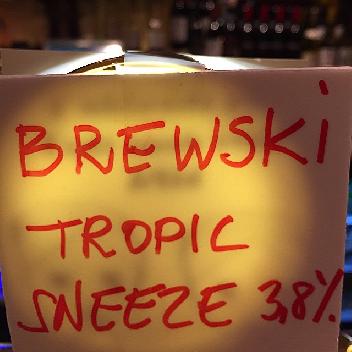 BREWSKi
TROPIC
SNEEZE 3,8%